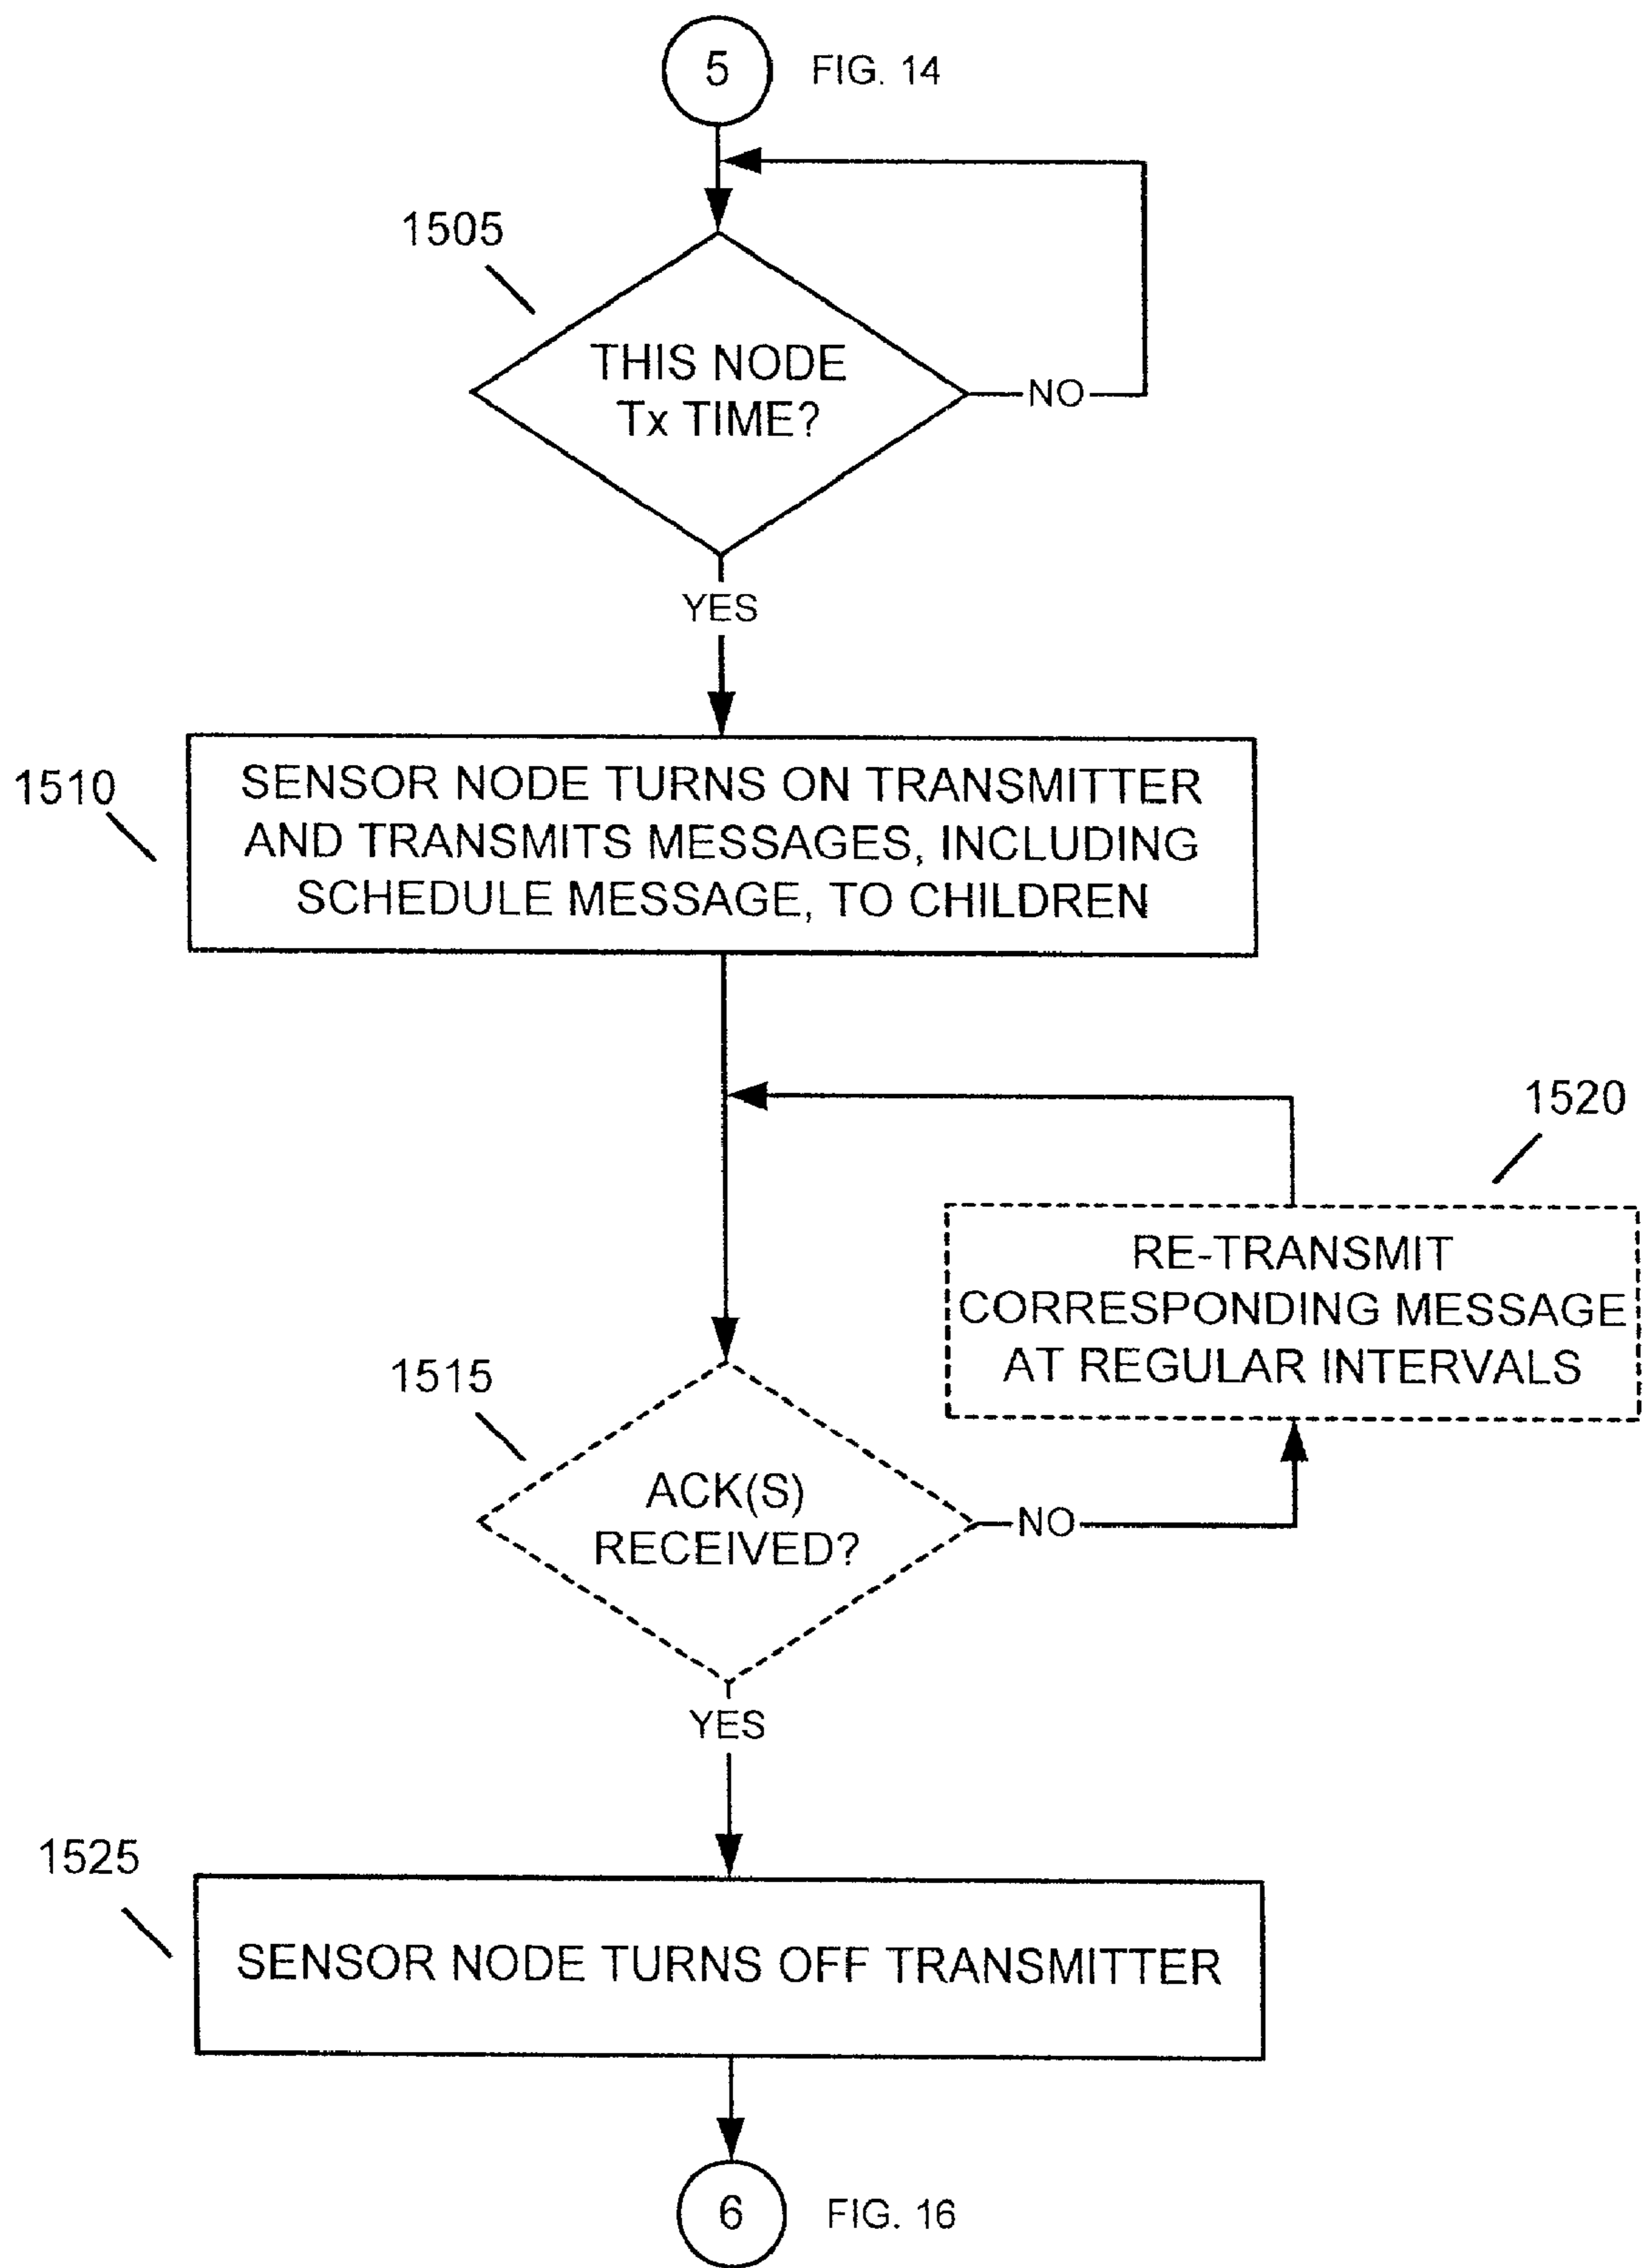 5 FIG. 14
1505
THIS NODE
Tx TIME?
NO
YES
1510
SENSOR NODE TURNS ON TRANSMITTER
AND TRANSMITS MESSAGES, INCLUDING
SCHEDULE MESSAGE, TO CHILDREN
1520
RE-TRANSMIT
CORRESPONDING MESSAGE
AT REGULAR INTERVALS
1515
ACK(S)
RECEIVED?
NO
YES
1525
SENSOR NODE TURNS OFF TRANSMITTER
6 FIG. 16